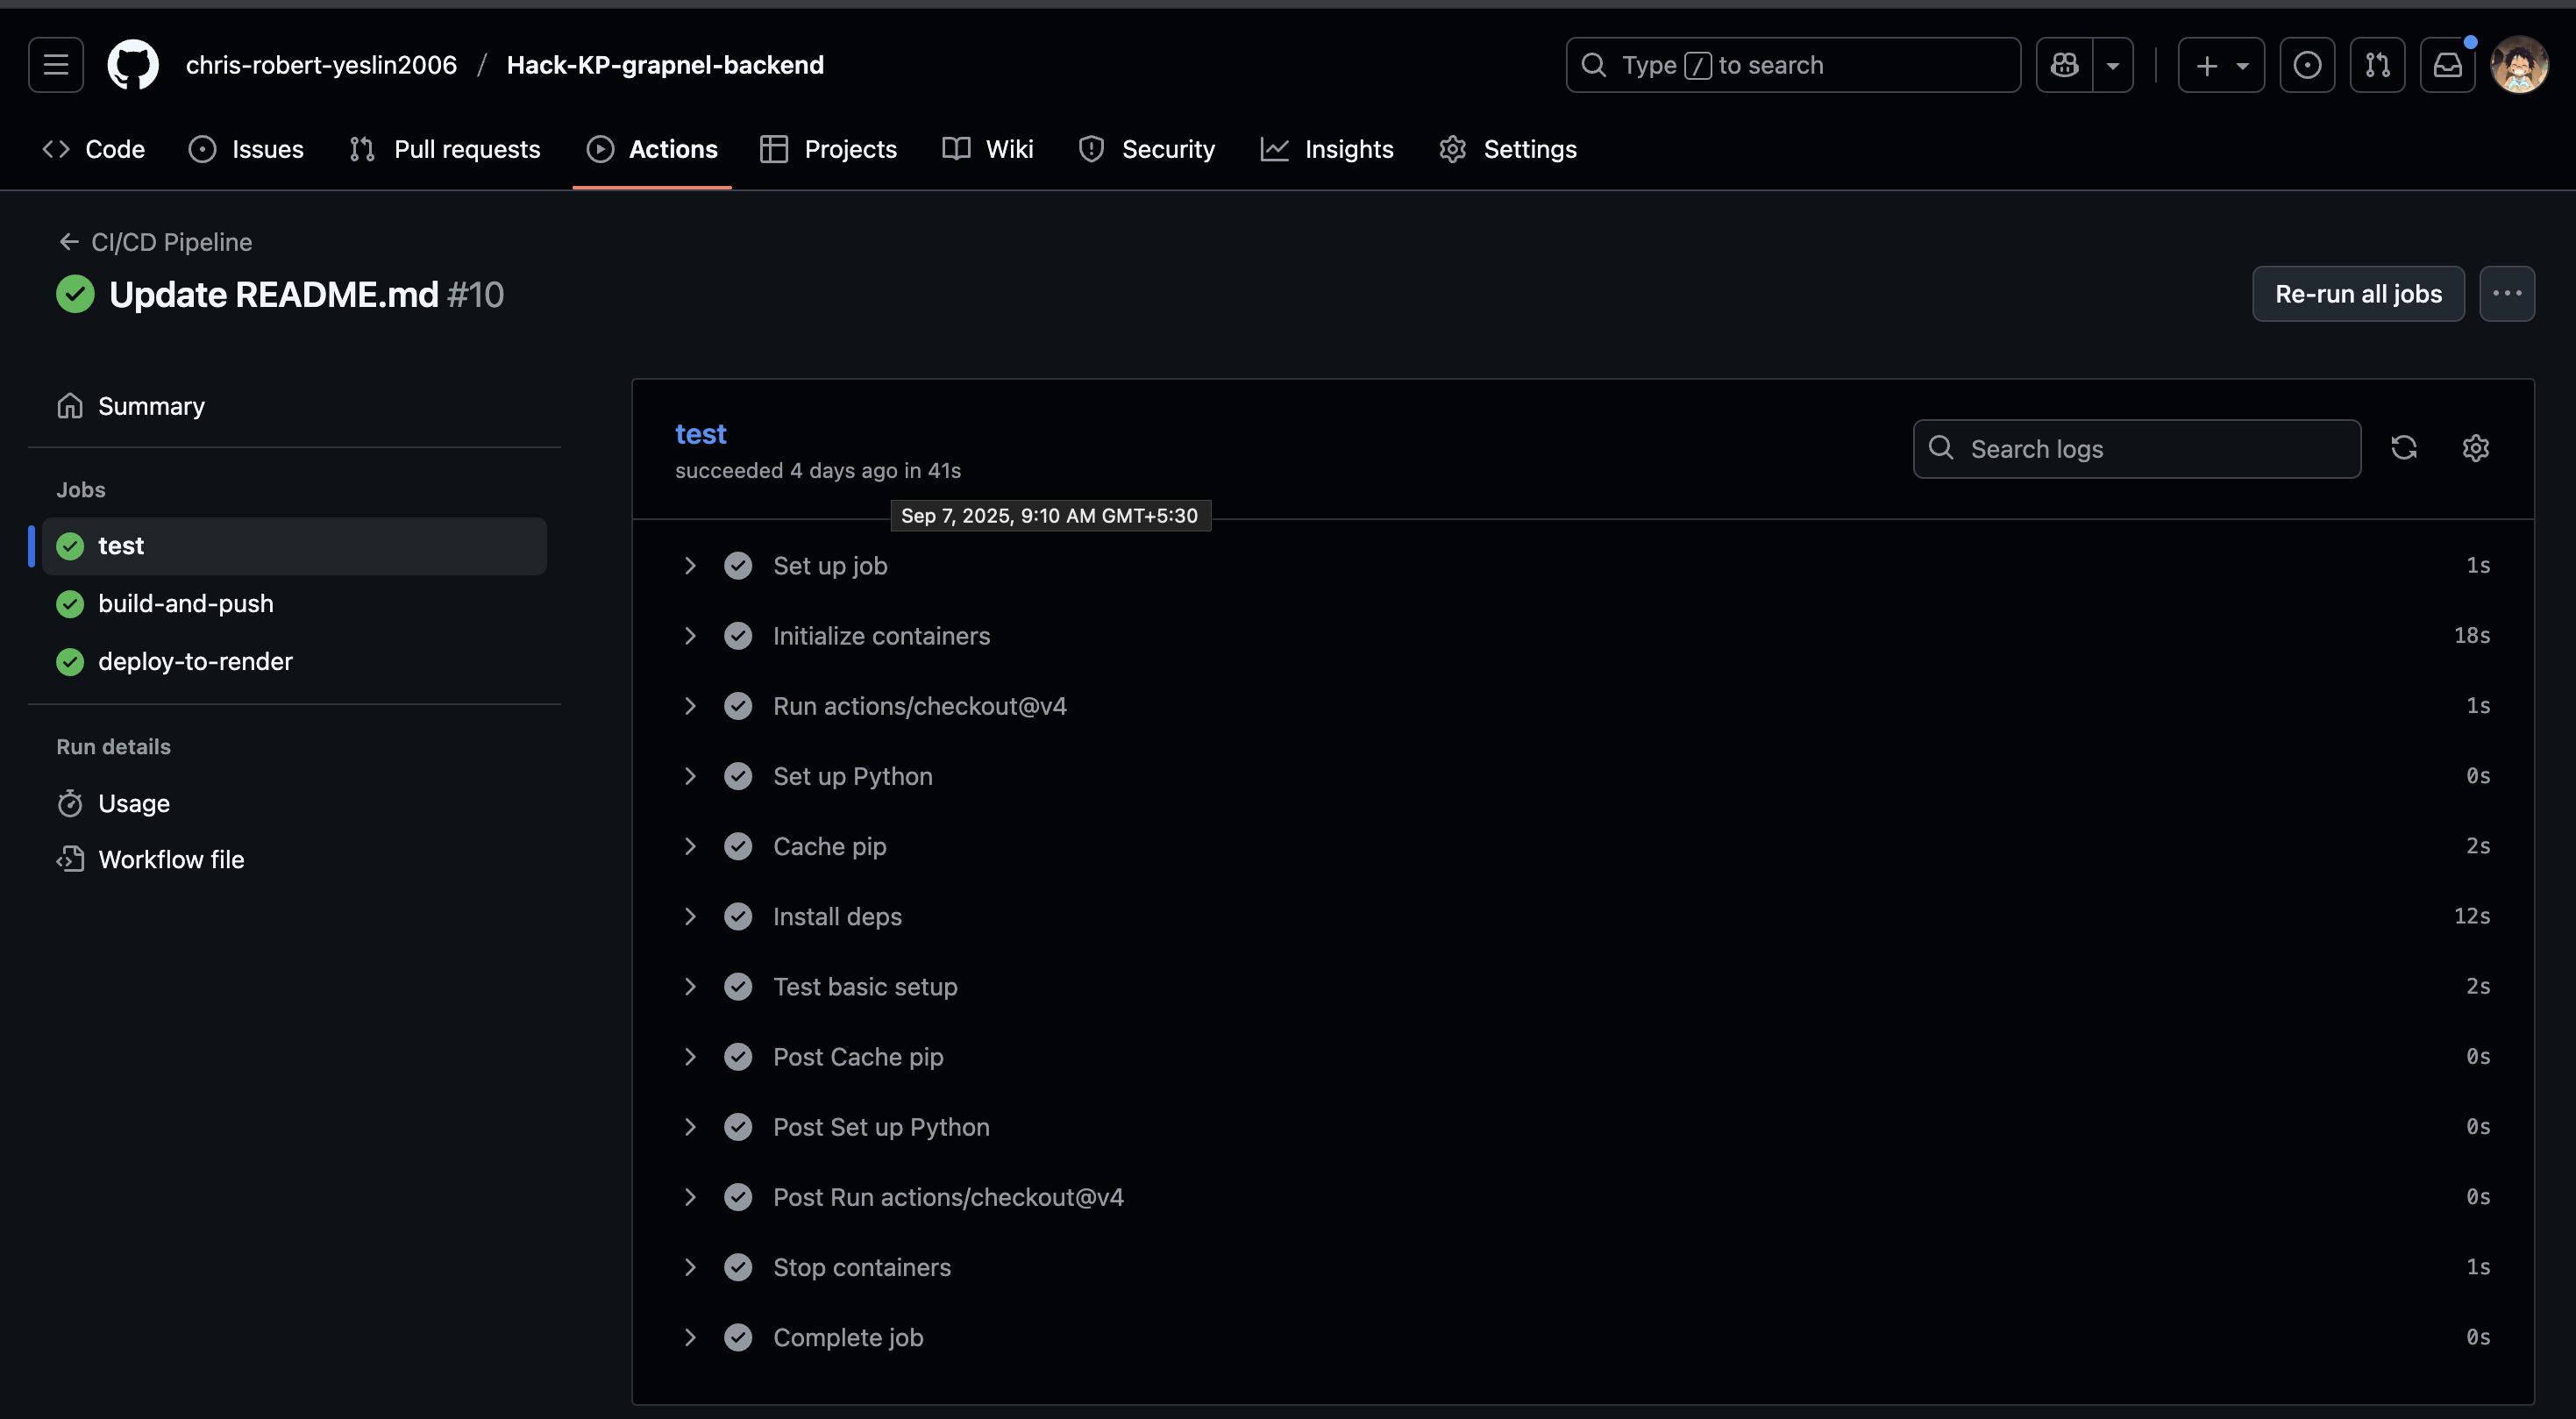 chris-robert-yeslin2006 / Hack-KP-grapnel-backend
Type / to search
Code Issues Pull requests Actions Projects Wiki Security Insights Settings
CI/CD Pipeline
Update README.md #10
Re-run all jobs
Summary
Jobs
test
build-and-push
deploy-to-render
Run details
Usage
Workflow file
test
succeeded 4 days ago in 41s
Search logs
Sep 7, 2025, 9:10 AM GMT+5:30
Set up job 1s
Initialize containers 18s
Run actions/checkout@v4 1s
Set up Python 0s
Cache pip 2s
Install deps 12s
Test basic setup 2s
Post Cache pip 0s
Post Set up Python 0s
Post Run actions/checkout@v4 0s
Stop containers 1s
Complete job 0s